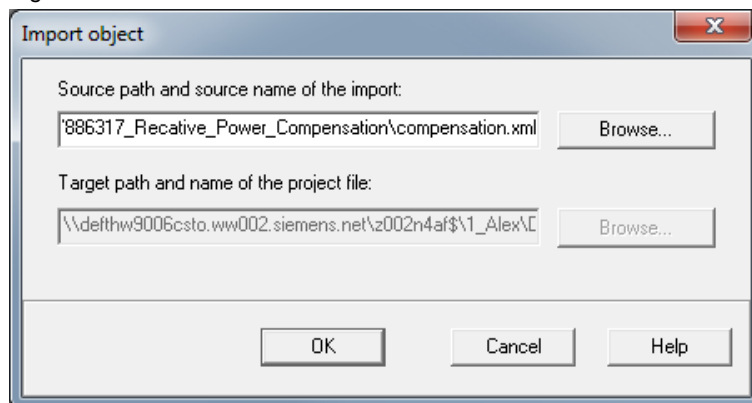 Import object
Source path and source name of the import:
'886317_Recative_Power_Compensation\compensation.xml
Browse...
Target path and name of the project file:
\\defthw9006csto.ww002.siemens.net\z002n4af$\1_Alex\D
Browse...
OK
Cancel
Help